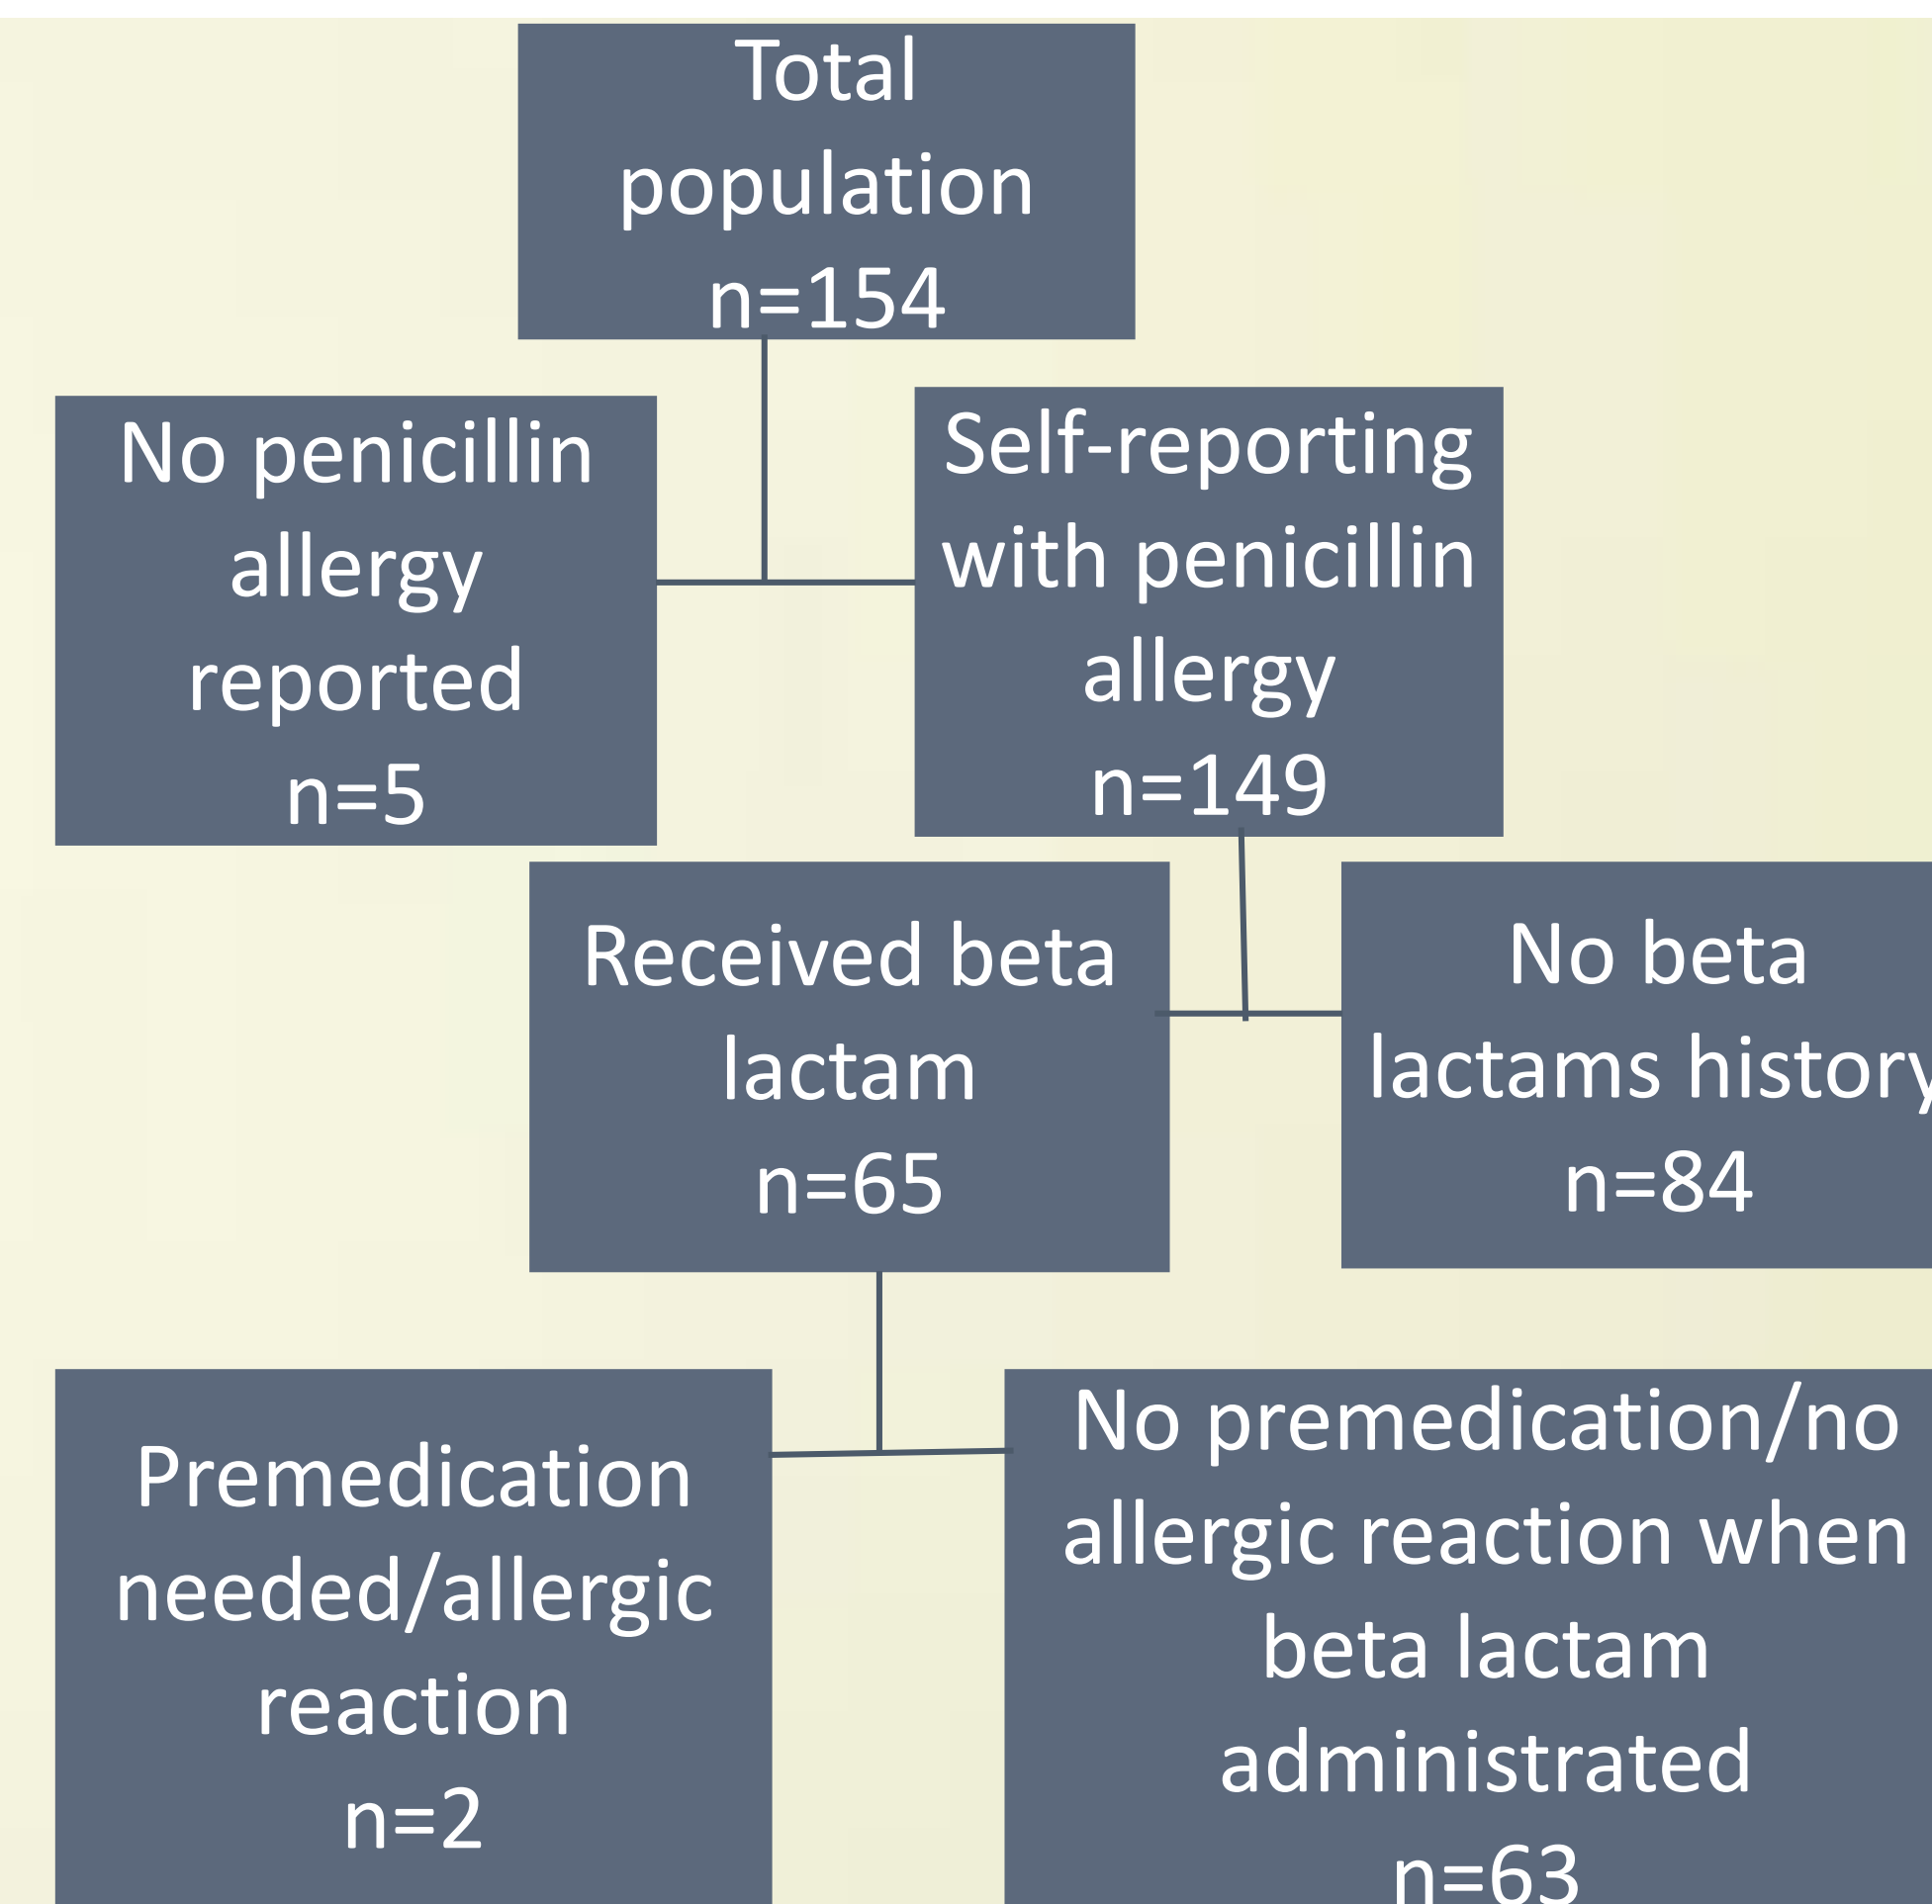 Total
population
n=154
No penicillin
allergy
reported
n=5
Self-reporting
with penicillin
allergy
n=149
Received beta
lactam
n=65
No beta
lactams history
n=84
Premedication
needed/allergic
reaction
n=2
No premedication/no
allergic reaction when
beta lactam
administrated
n=63